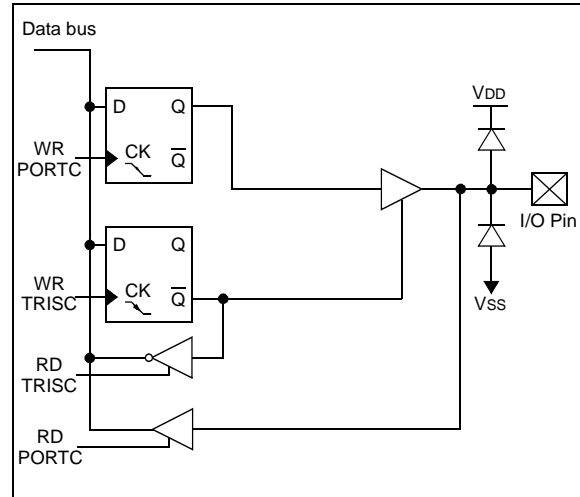 Data bus
D Q
WR
PORTC
CK Q̅
VDD
I/O Pin
D Q
WR
TRISC
CK Q̅
VSS
RD
TRISC
RD
PORTC